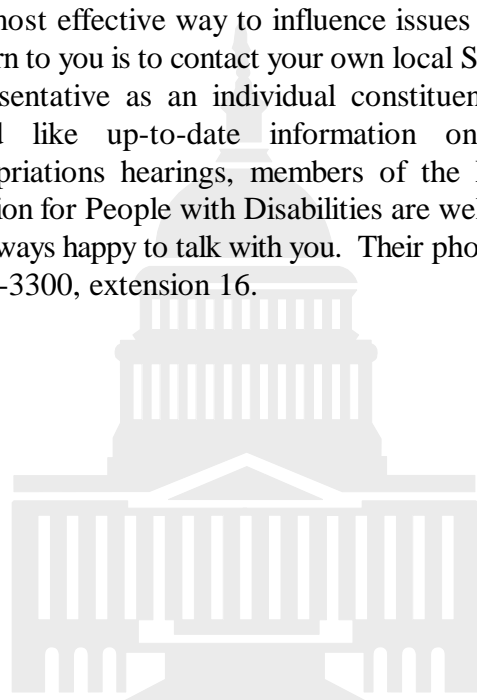 most effective way to influence issues
rn to you is to contact your own local S
esentative as an individual constituen
d like up-to-date information on
priations hearings, members of the
ion for People with Disabilities are wel
ways happy to talk with you. Their pho
-3300, extension 16.